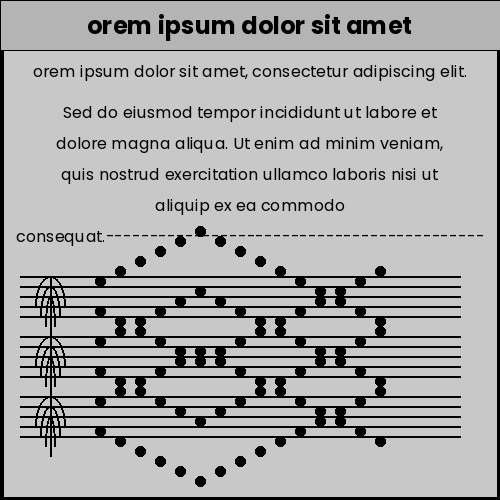 orem ipsum dolor sit amet
orem ipsum dolor sit amet, consectetur adipiscing elit.
Sed do eiusmod tempor incididunt ut labore et
dolore magna aliqua. Ut enim ad minim veniam,
quis nostrud exercitation ullamco laboris nisi ut
aliquip ex ea commodo
consequat.